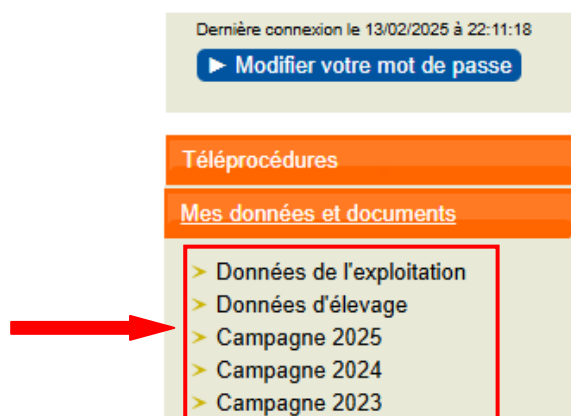 Dernière connexion le 13/02/2025 à 22:11:18
► Modifier votre mot de passe
Téléprocédures
Mes données et documents
➤ Données de l'exploitation
➤ Données d'élevage
➤ Campagne 2025
➤ Campagne 2024
➤ Campagne 2023